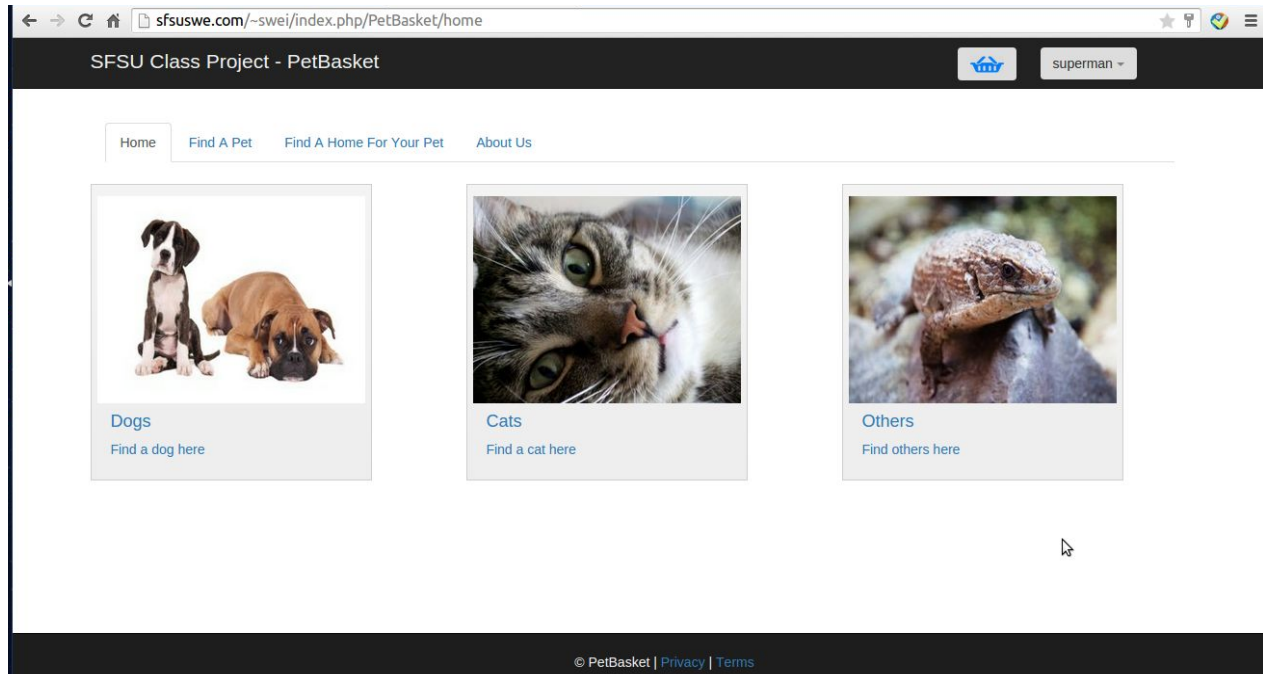 sfsuswe.com/~swei/index.php/PetBasket/home
SFSU Class Project - PetBasket
superman
Home
Find A Pet
Find A Home For Your Pet
About Us
Dogs
Find a dog here
Cats
Find a cat here
Others
Find others here
© PetBasket | Privacy | Terms